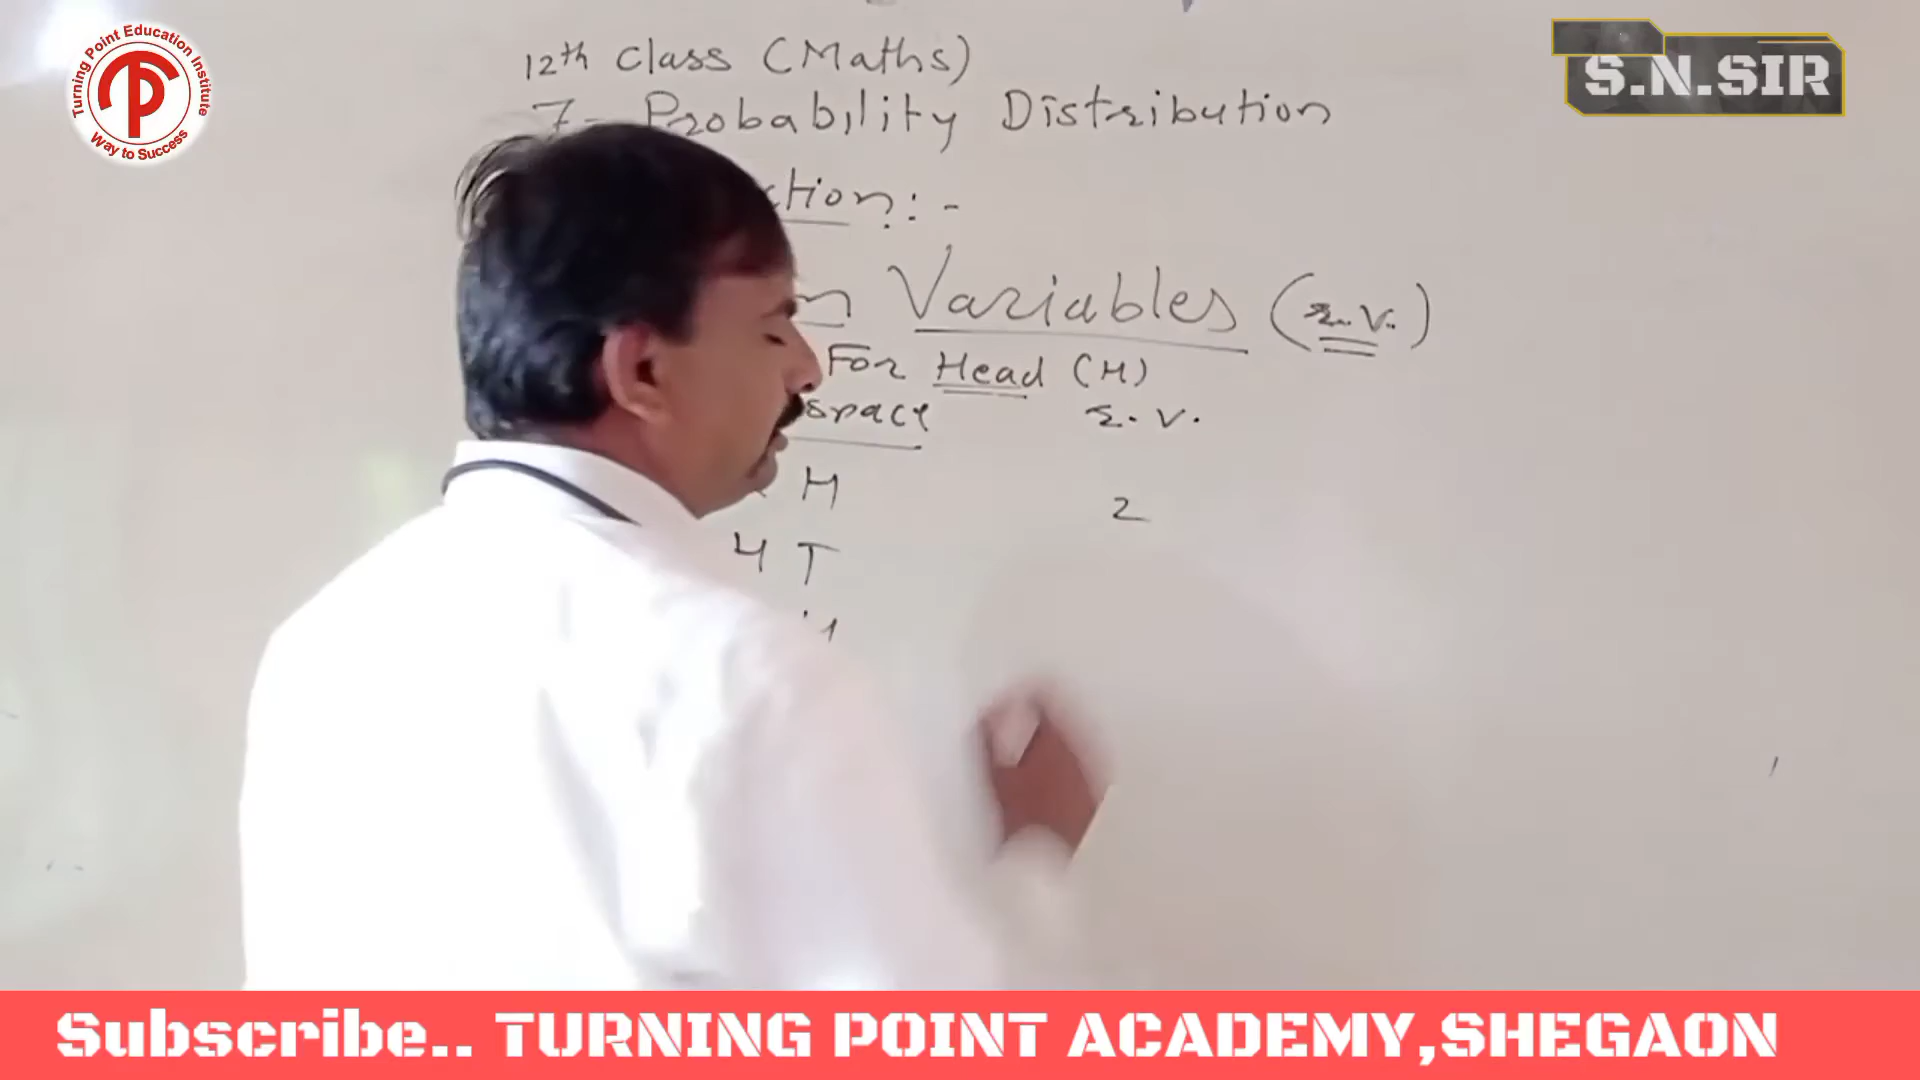 Turning Point Education Institute
Way to Success
S.N.SIR
12th Class (Maths)
7- Probability Distribution
ction:-
n Variables (r.v.)
For Head (H)
space r.v.
H 2
H T
Subscribe.. TURNING POINT ACADEMY,SHEGAON